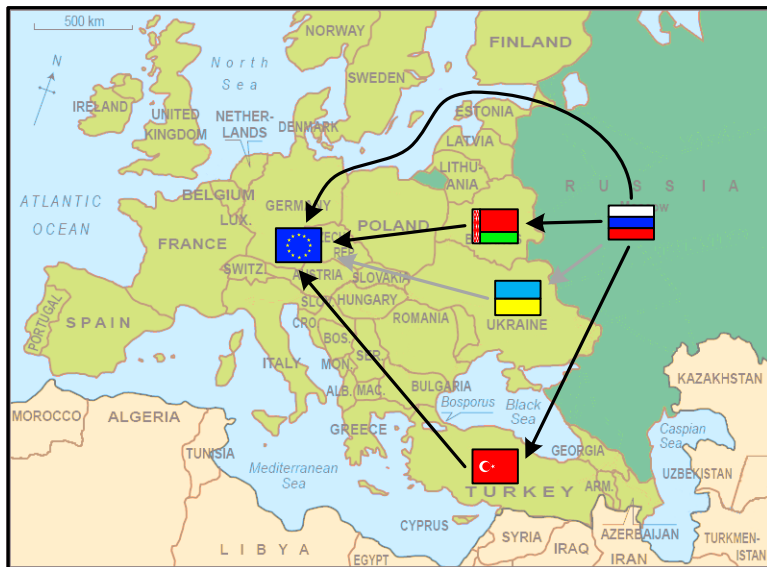 500 km
N
NORWAY
FINLAND
SWEDEN
North
Sea
IRELAND
UNITED
KINGDOM
NETHER-
LANDS
DENMARK
ESTONIA
LATVIA
LITHU-
ANIA
RUSSIA
ATLANTIC
OCEAN
BELGIUM
LUX.
GERMANY
POLAND
FRANCE
REP.
SWITZ.
AUSTRIA
SLOVAKIA
HUNGARY
UKRAINE
SLO.
CRO.
ROMANIA
PORTUGAL
SPAIN
ITALY
BOS.
SER.
MON.
ALB.
MAC.
BULGARIA
Bosporus
Black
Sea
KAZAKHSTAN
MOROCCO
ALGERIA
TUNISIA
GREECE
GEORGIA
Caspian
Sea
Mediterranean
Sea
TURKEY
ARM.
UZBEKISTAN
CYPRUS
SYRIA
AZERBAIJAN
TURKMEN-
ISTAN
LIBYA
EGYPT
IRAQ
IRAN